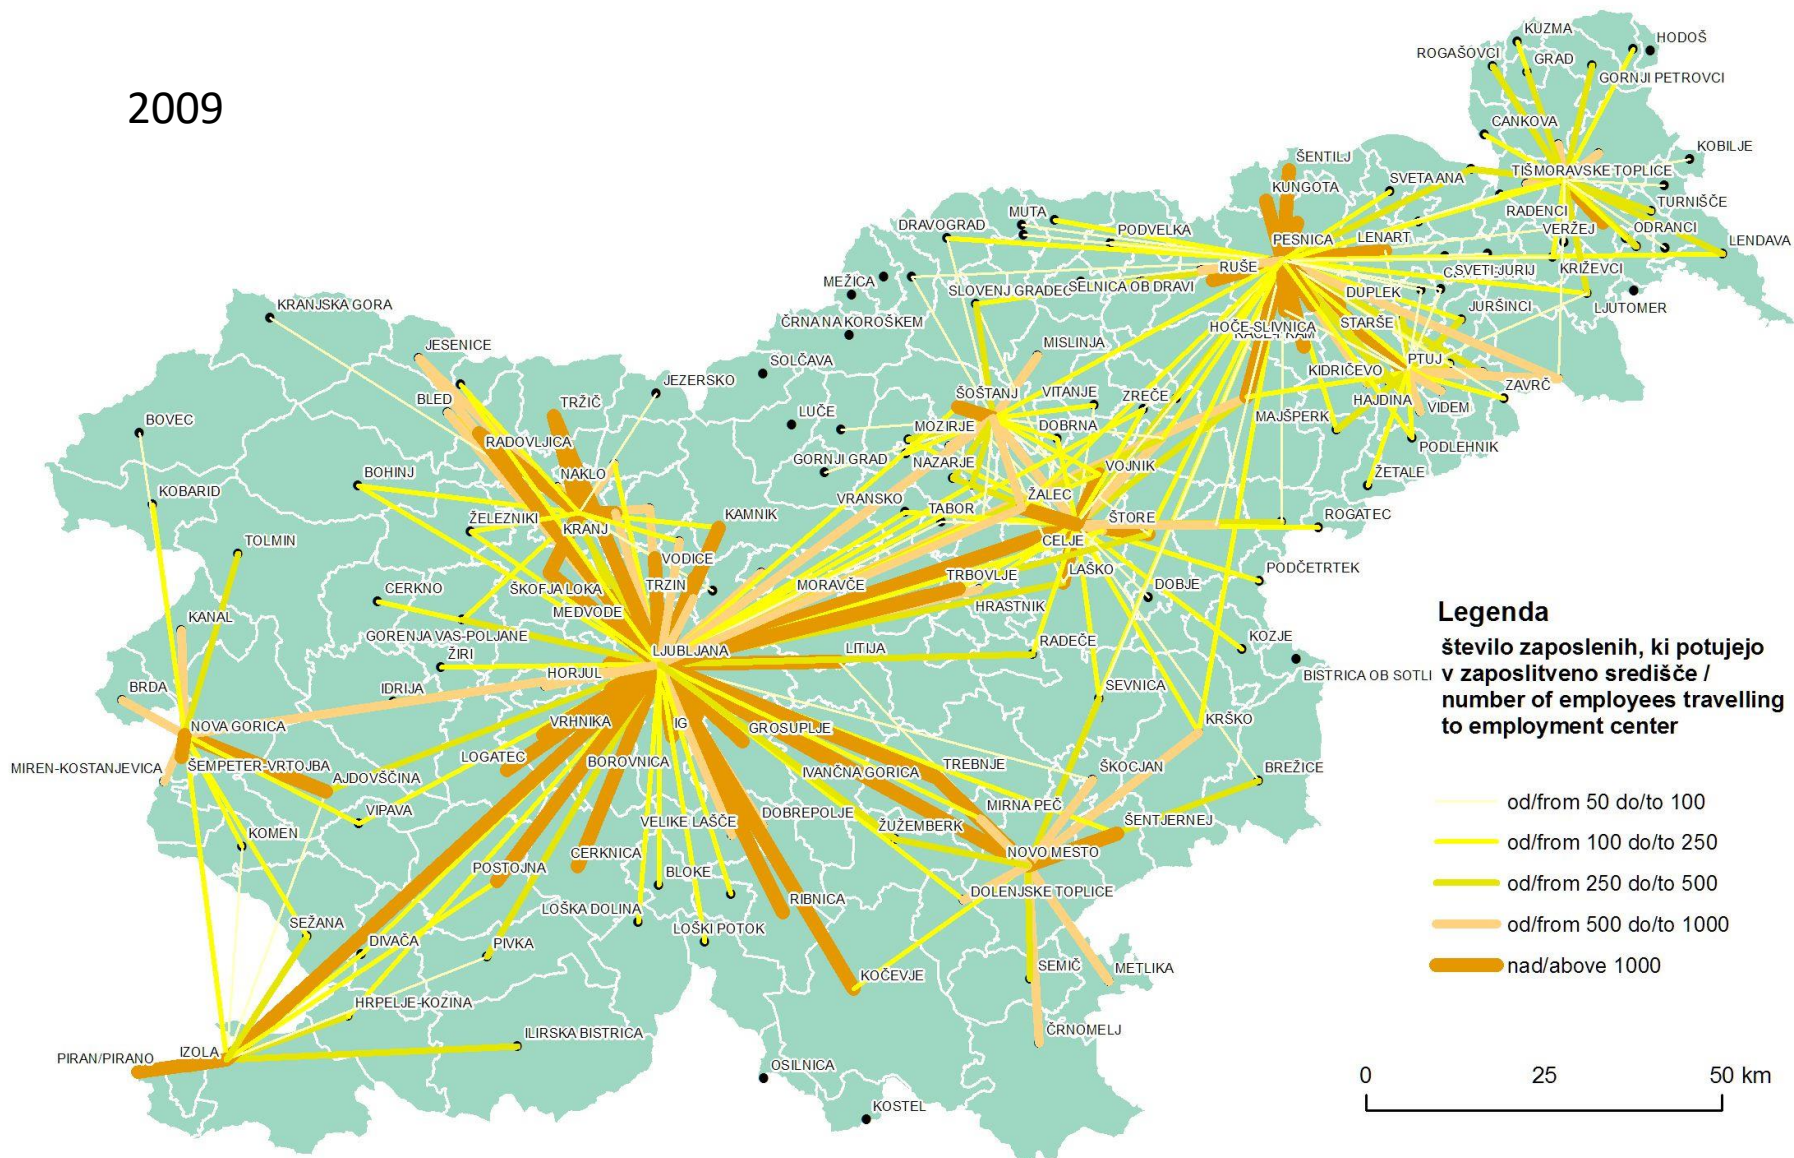 2009
KUZMA
HODOŠ
ROGAŠOVCI
GRAD
GORNJI PETROVCI
CANKOVA
KOBILJE
ŠENTILJ
TIŠ
MORAVSKE TOPLICE
KUNGOTA
SVETA ANA
TURNIŠČE
MUTA
RADENCI
DRAVOGRAD
PODVELKA
VERŽEJ
ODRANCI
PESNICA
LENART
LENDAVA
RUŠE
KRIŽEVCI
SVETI JURIJ
MEŽICA
SLOVENJ GRADEC
SELNICA OB DRAVI
DUPLEK
KRANJSKA GORA
JURŠINCI
LJUTOMER
ČRNA NA KOROŠKEM
HOČE-SLIVNICA
STARŠE
RAČE-FRAM
JESENICE
MISLINJA
SOLČAVA
PTUJ
KIDRIČEVO
JEZERSKO
ZAVRČ
BLED
TRŽIČ
ŠOŠTANJ
VITANJE
ZREČE
HAJDINA
VIDEM
BOVEC
LUČE
MAJŠPERK
MOZIRJE
DOBRNA
RADOVLJICA
PODLEHNIK
BOHINJ
NAKLO
GORNJI GRAD
NAZARJE
VOJNIK
ŽETALE
KOBARID
VRANSKO
ŽALEC
TABOR
ŠTORE
ŽELEZNIKI
KRANJ
KAMNIK
ROGATEC
TOLMIN
CELJE
VODICE
LAŠKO
PODČETRTEK
CERKNO
ŠKOFJA LOKA
TRZIN
MORAVČE
TRBOVLJE
DOBJE
MEDVODE
HRASTNIK
KANAL
GORENJA VAS-POLJANE
LJUBLJANA
LITIJA
RADEČE
KOZJE
ŽIRI
HORJUL
BISTRICA OB SOTLI
BRDA
IDRIJA
SEVNICA
NOVA GORICA
VRHNIKA
IG
GROSUPLJE
KRŠKO
MIREN-KOSTANJEVICA
ŠEMPETER-VRTOJBA
LOGATEC
BOROVNICA
TREBNJE
AJDOVŠČINA
IVANČNA GORICA
ŠKOCJAN
BREŽICE
VIPAVA
DOBREPOLJE
MIRNA PEČ
VELIKE LAŠČE
ŽUŽEMBERK
ŠENTJERNEJ
KOMEN
CERKNICA
NOVO MESTO
POSTOJNA
BLOKE
DOLENJSKE TOPLICE
RIBNICA
LOŠKA DOLINA
SEŽANA
LOŠKI POTOK
DIVAČA
PIVKA
KOČEVJE
SEMIČ
METLIKA
HRPELJE-KOZINA
ČRNOMELJ
ILIRSKA BISTRICA
PIRAN/PIRANO
IZOLA
OSILNICA
KOSTEL
Legenda
število zaposlenih, ki potujejo
v zaposlitveno središče /
number of employees travelling
to employment center
od/from 50 do/to 100
od/from 100 do/to 250
od/from 250 do/to 500
od/from 500 do/to 1000
nad/above 1000
0 25 50 km